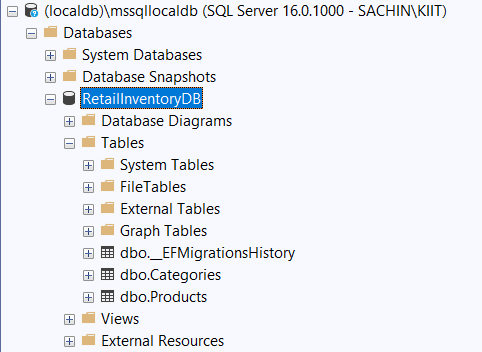 (localdb)\mssqllocaldb (SQL Server 16.0.1000 - SACHIN\KIIT)
Databases
System Databases
Database Snapshots
RetailInventoryDB
Database Diagrams
Tables
System Tables
FileTables
External Tables
Graph Tables
dbo.__EFMigrationsHistory
dbo.Categories
dbo.Products
Views
External Resources